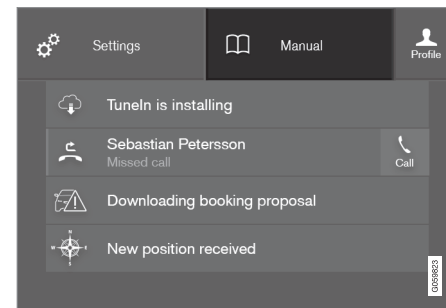 Settings
Manual
Profile
TuneIn is installing
Sebastian Petersson
Missed call
Call
Downloading booking proposal
New position received
N
W E
S
G059823